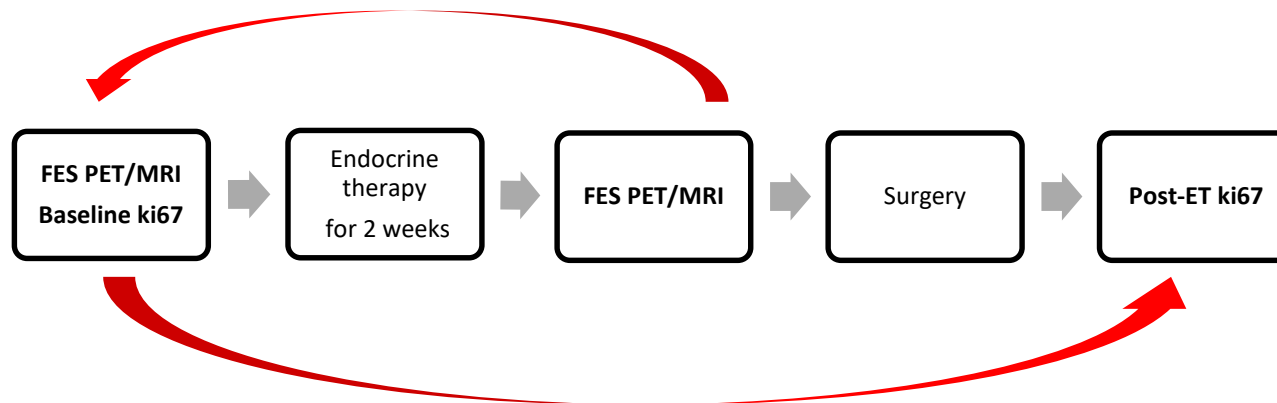 FES PET/MRI
Baseline ki67
Endocrine
therapy
for 2 weeks
FES PET/MRI
Surgery
Post-ET ki67